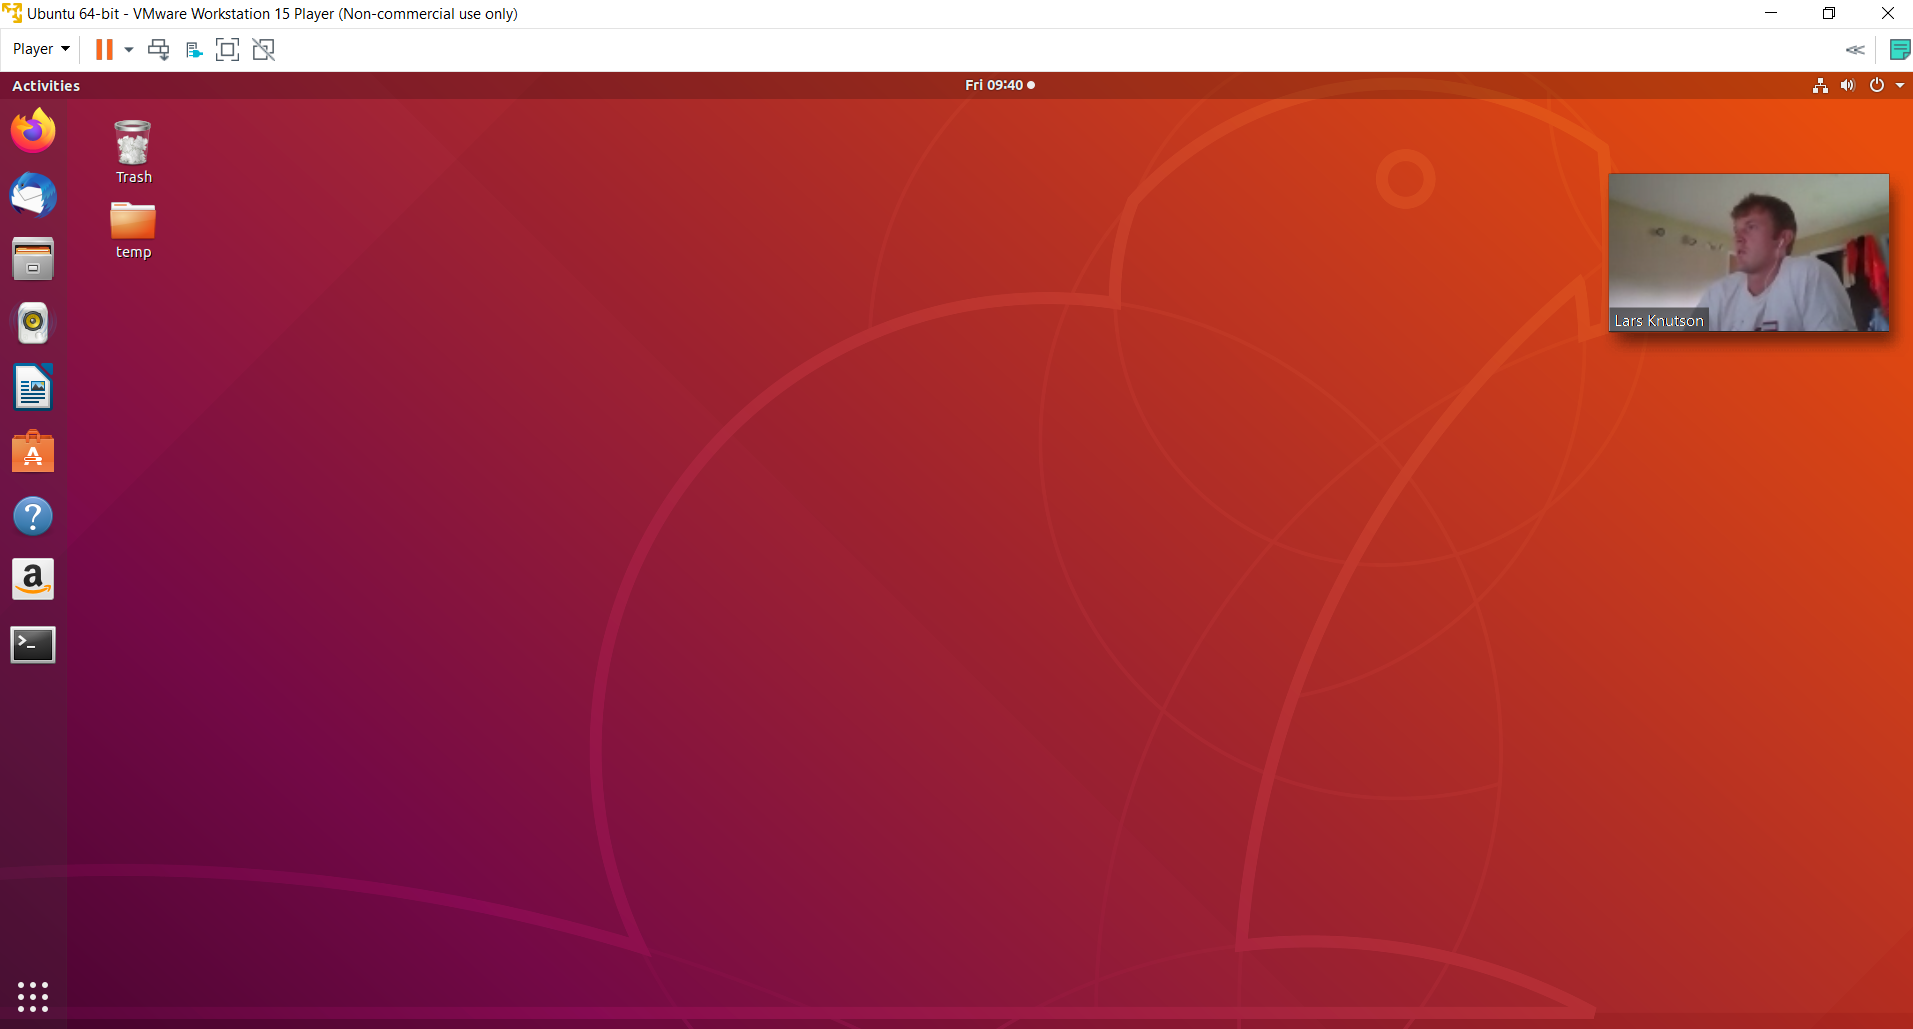 Ubuntu 64-bit - VMware Workstation 15 Player (Non-commercial use only)
Player
Activities
Fri 09:40
Trash
temp
Lars Knutson